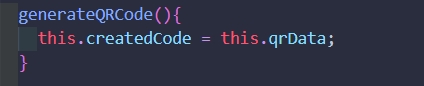 generateQRCode(){
  this.createdCode = this.qrData;
}